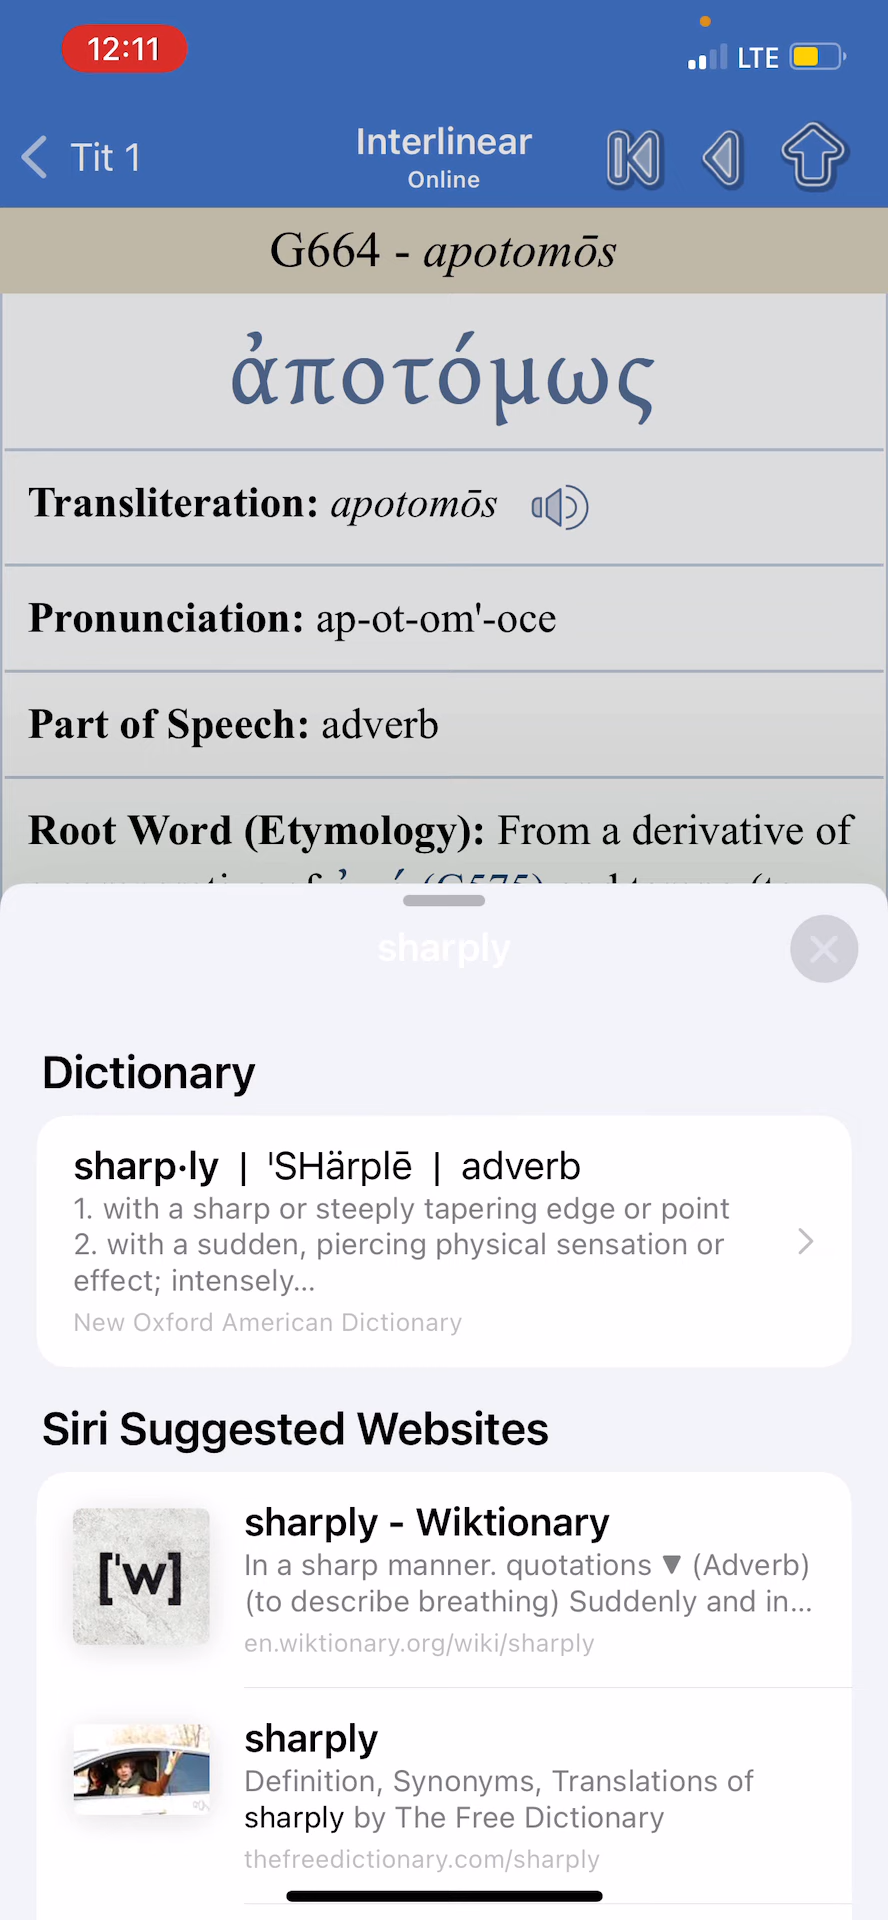 12:11
LTE
Tit 1
Interlinear
Online
G664 - apotomōs
ἀποτόμως
Transliteration: apotomōs
Pronunciation: ap-ot-om'-oce
Part of Speech: adverb
Root Word (Etymology): From a derivative of
sharply
Dictionary
sharp·ly | ˈSHärplē | adverb
1. with a sharp or steeply tapering edge or point
2. with a sudden, piercing physical sensation or
effect; intensely...
New Oxford American Dictionary
Siri Suggested Websites
['w]
sharply - Wiktionary
In a sharp manner. quotations ▼ (Adverb)
(to describe breathing) Suddenly and in...
en.wiktionary.org/wiki/sharply
sharply
Definition, Synonyms, Translations of
sharply by The Free Dictionary
thefreedictionary.com/sharply